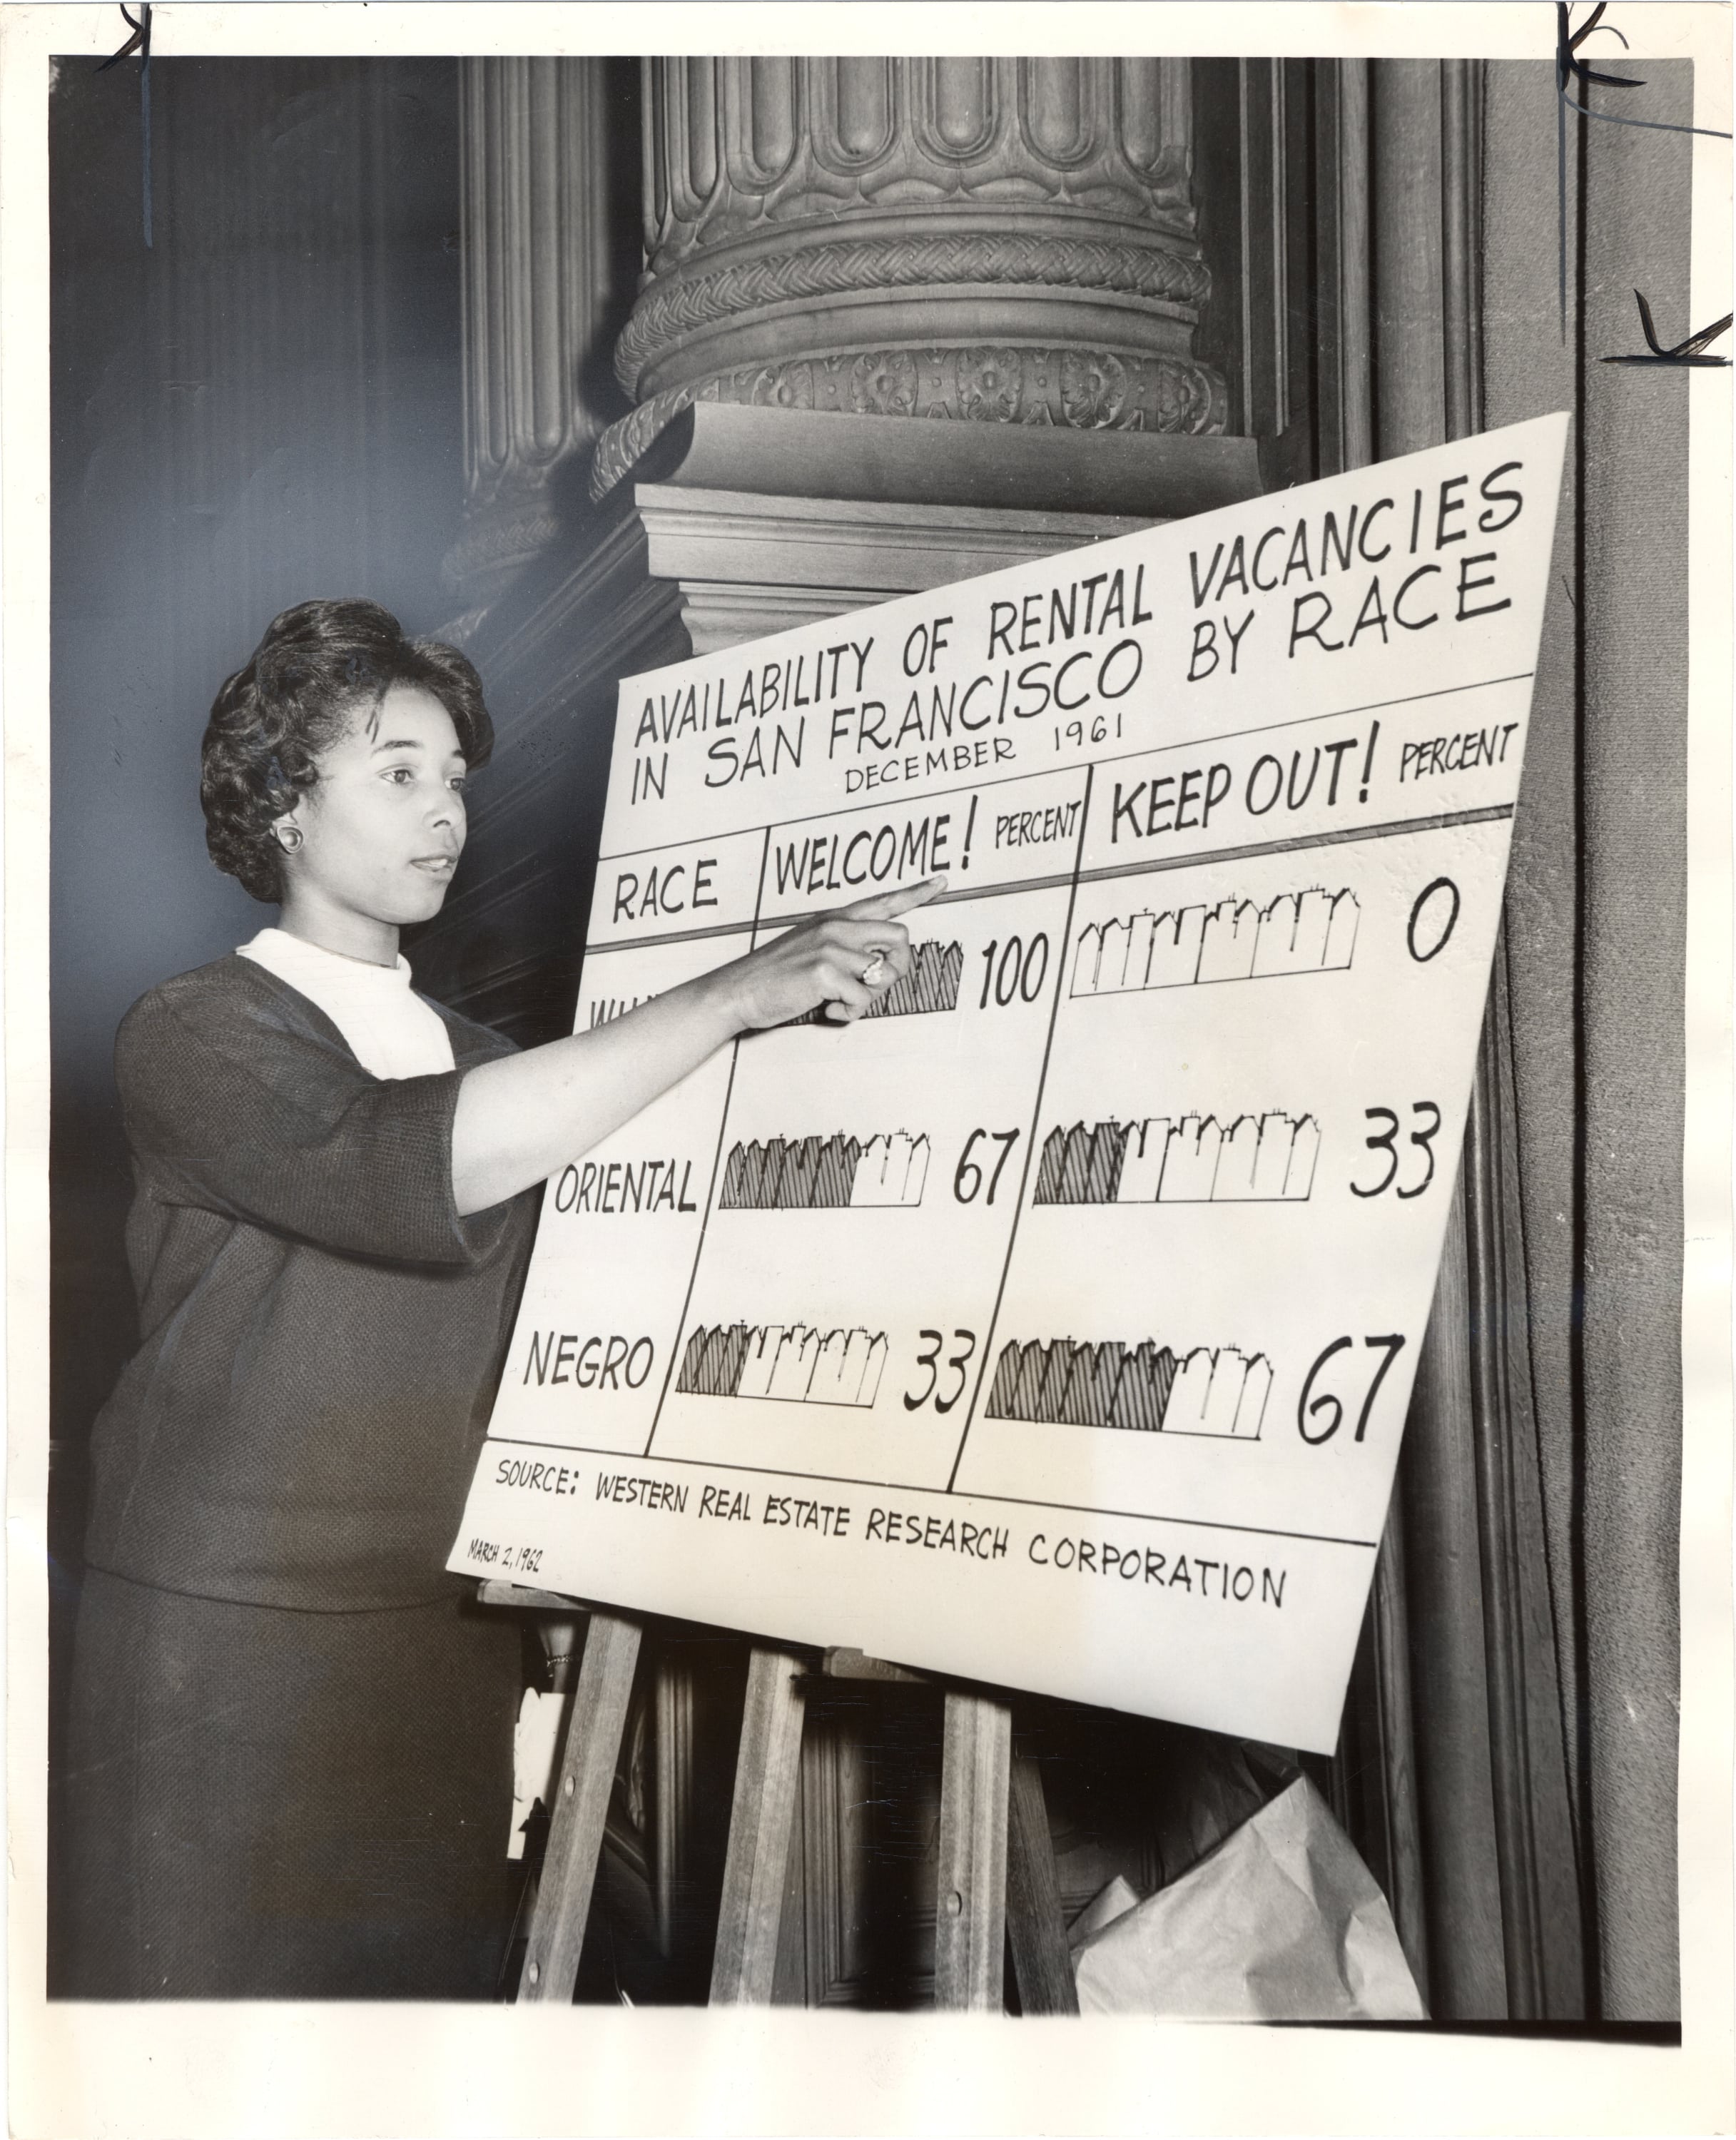 AVAILABILITY OF RENTAL VACANCIES
IN SAN FRANCISCO BY RACE
DECEMBER 1961
RACE WELCOME! PERCENT KEEP OUT! PERCENT
100 0
ORIENTAL 67 33
NEGRO 33 67
SOURCE: WESTERN REAL ESTATE RESEARCH CORPORATION
MARCH 2, 1962